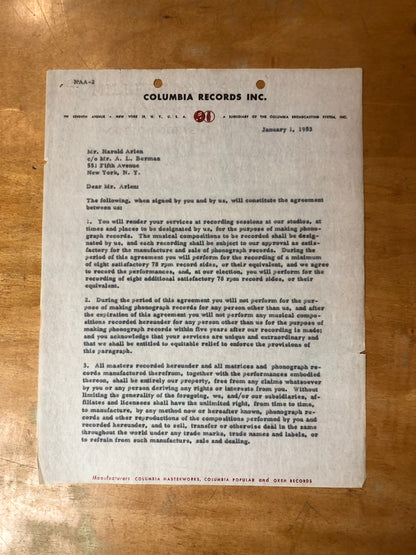 NAA-2
COLUMBIA RECORDS INC.
799 SEVENTH AVENUE • NEW YORK 19, N. Y., U. S. A.
A SUBSIDIARY OF THE COLUMBIA BROADCASTING SYSTEM, INC.
January 1, 1953
Mr. Harold Arlen
c/o Mr. A. L. Berman
551 Fifth Avenue
New York, N. Y.
Dear Mr. Arlen:
The following, when signed by you and by us, will constitute the agreement
between us:
1. You will render your services at recording sessions at our studios, at
times and places to be designated by us, for the purpose of making phono-
graph records. The musical compositions to be recorded shall be desig-
nated by us, and each recording shall be subject to our approval as satis-
factory for the manufacture and sale of phonograph records. During the
period of this agreement you will perform for the recording of a minimum
of eight satisfactory 78 rpm record sides, or their equivalent, and we agree
to record the performances, and, at our election, you will perform for the
recording of eight additional satisfactory 78 rpm record sides, or their
equivalent.
2. During the period of this agreement you will not perform for the pur-
pose of making phonograph records for any person other than us, and after
the expiration of this agreement you will not perform any musical compo-
sitions recorded hereunder for any person other than us for the purpose of
making phonograph records within five years after our recording is made;
and you acknowledge that your services are unique and extraordinary and
that we shall be entitled to equitable relief to enforce the provisions of
this paragraph.
3. All masters recorded hereunder and all matrices and phonograph re-
cords manufactured therefrom, together with the performances embodied
thereon, shall be entirely our property, free from any claims whatsoever
by you or any person deriving any rights or interests from you. Without
limiting the generality of the foregoing, we, and/or our subsidiaries, af-
filiates and licensees shall have the unlimited right, from time to time,
to manufacture, by any method now or hereafter known, phonograph rec-
ords and other reproductions of the compositions performed by you and
recorded hereunder, and to sell, transfer or otherwise deal in the same
throughout the world under any trade marks, trade names and labels, or
to refrain from such manufacture, sale and dealing.
Manufacturers COLUMBIA MASTERWORKS, COLUMBIA POPULAR and OKEH RECORDS